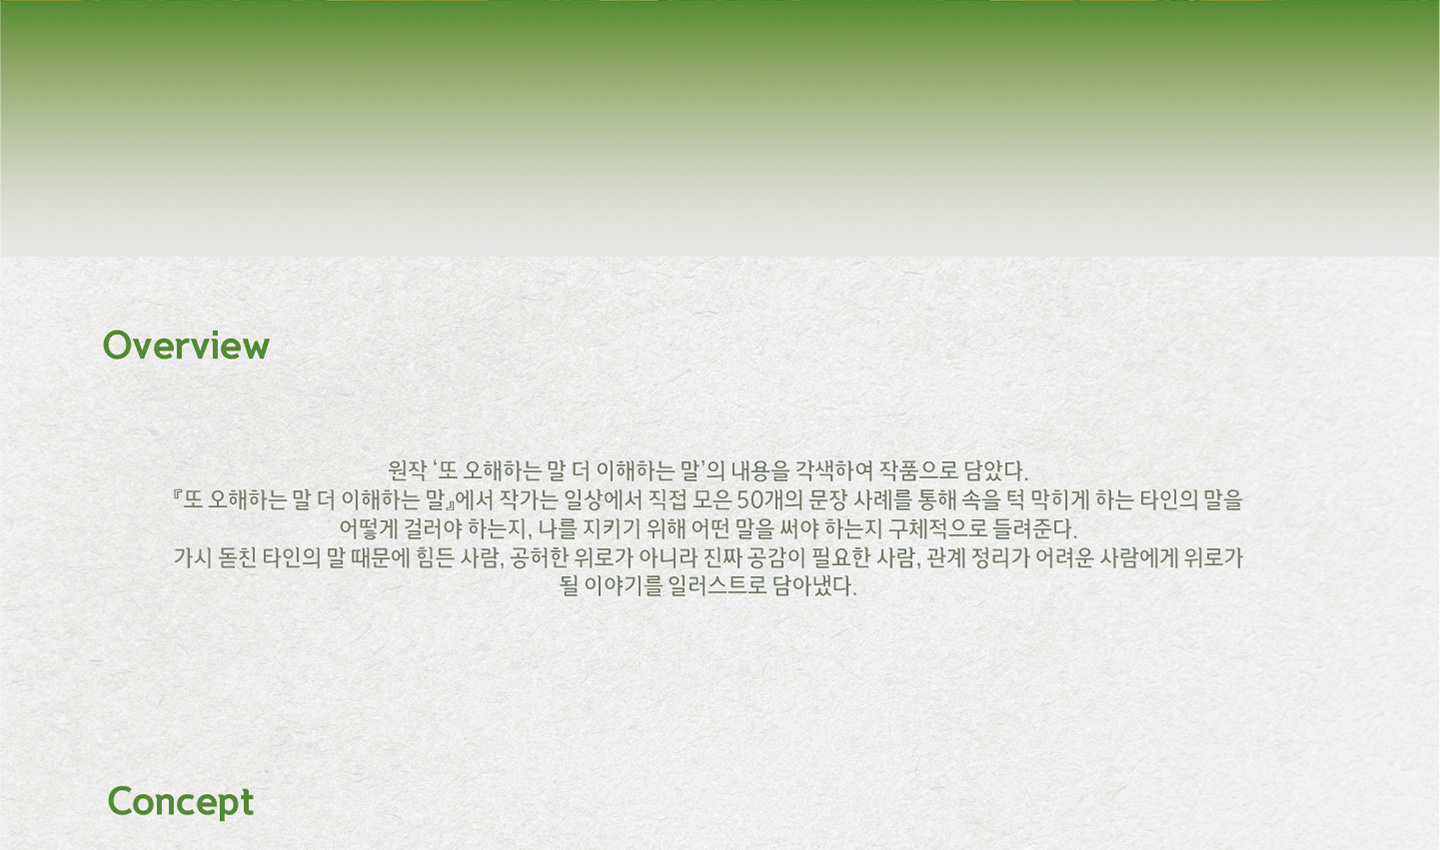 Overview
원작 ‘또 오해하는 말 더 이해하는 말’의 내용을 각색하여 작품으로 담았다.
『또 오해하는 말 더 이해하는 말』에서 작가는 일상에서 직접 모은 50개의 문장 사례를 통해 속을 턱 막히게 하는 타인의 말을
어떻게 걸러야 하는지, 나를 지키기 위해 어떤 말을 써야 하는지 구체적으로 들려준다.
가시 돋친 타인의 말 때문에 힘든 사람, 공허한 위로가 아니라 진짜 공감이 필요한 사람, 관계 정리가 어려운 사람에게 위로가
될 이야기를 일러스트로 담아냈다.
Concept